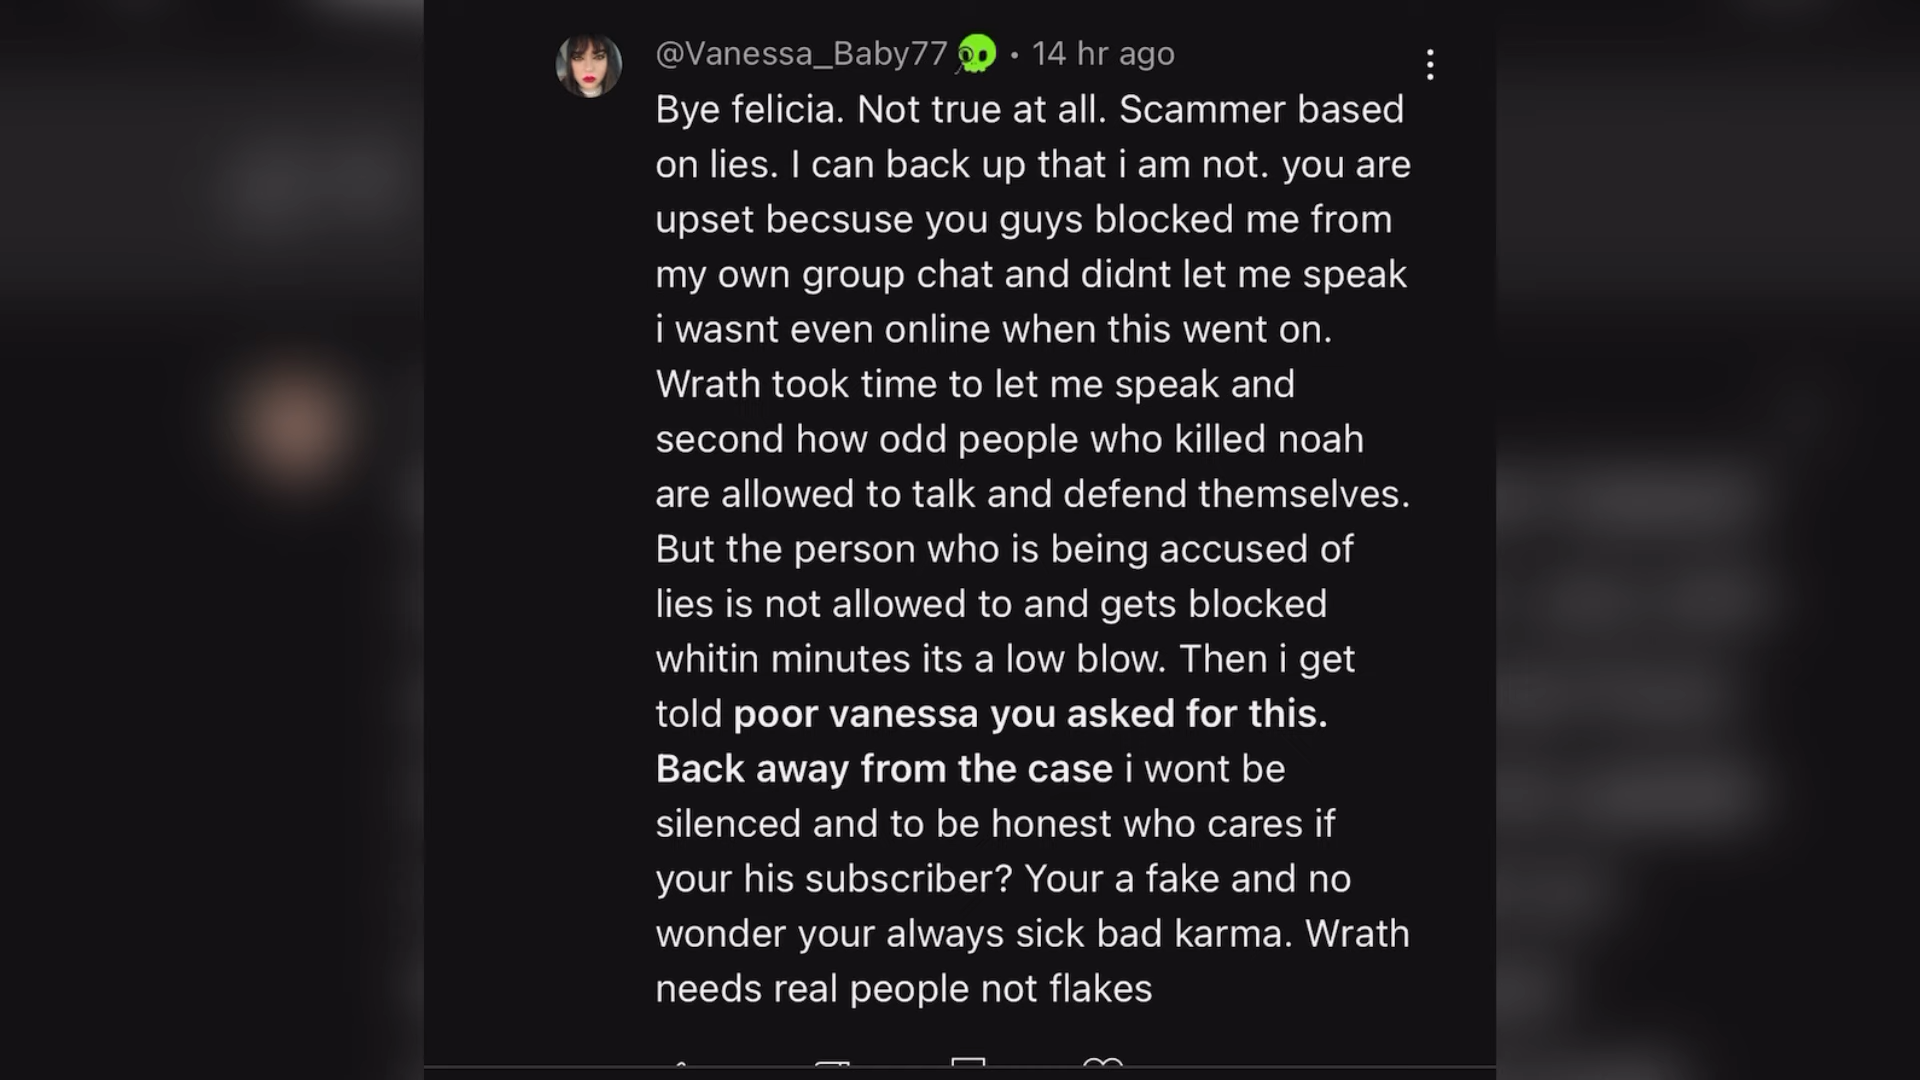 @Vanessa_Baby77 • 14 hr ago
Bye felicia. Not true at all. Scammer based
on lies. I can back up that i am not. you are
upset becsuse you guys blocked me from
my own group chat and didnt let me speak
i wasnt even online when this went on.
Wrath took time to let me speak and
second how odd people who killed noah
are allowed to talk and defend themselves.
But the person who is being accused of
lies is not allowed to and gets blocked
whitin minutes its a low blow. Then i get
told poor vanessa you asked for this.
Back away from the case i wont be
silenced and to be honest who cares if
your his subscriber? Your a fake and no
wonder your always sick bad karma. Wrath
needs real people not flakes